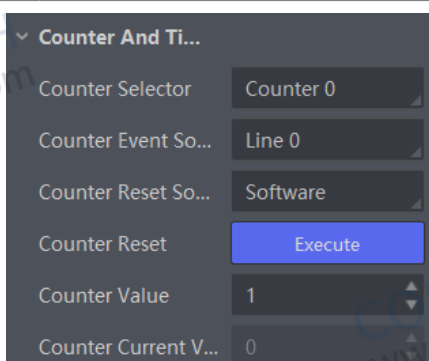 Counter And Ti...
Counter Selector Counter 0
Counter Event So... Line 0
Counter Reset So... Software
Counter Reset Execute
Counter Value 1
Counter Current V... 0